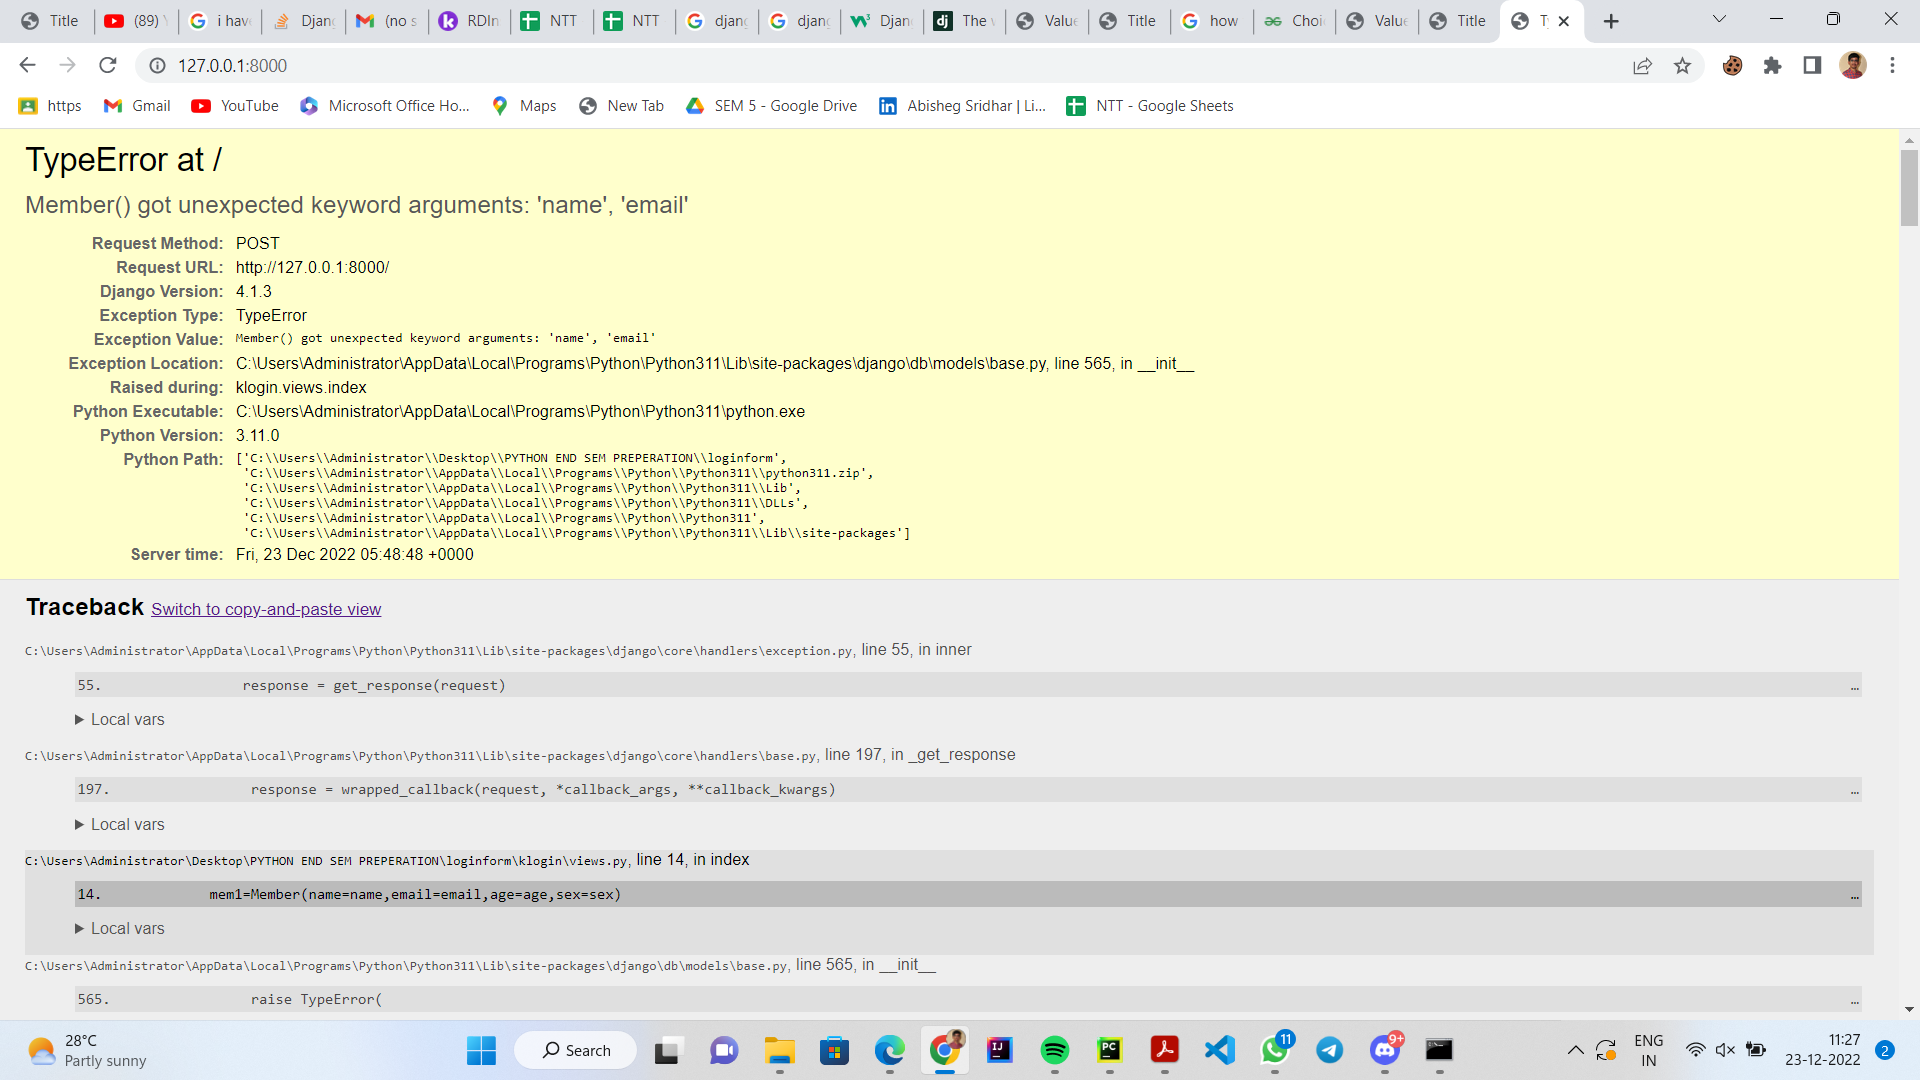 Title
(89)
i hav
Djan
(no s
RDIn
NTT
NTT
djan
djan
Djan
The v
Value
Title
how
Choi
Value
Title
127.0.0.1:8000
https
Gmail
YouTube
Microsoft Office Ho...
Maps
New Tab
SEM 5 - Google Drive
Abisheg Sridhar | Li...
NTT - Google Sheets
TypeError at /
Member() got unexpected keyword arguments: 'name', 'email'
Request Method: POST
Request URL: http://127.0.0.1:8000/
Django Version: 4.1.3
Exception Type: TypeError
Exception Value: Member() got unexpected keyword arguments: 'name', 'email'
Exception Location: C:\Users\Administrator\AppData\Local\Programs\Python\Python311\Lib\site-packages\django\db\models\base.py, line 565, in __init__
Raised during: klogin.views.index
Python Executable: C:\Users\Administrator\AppData\Local\Programs\Python\Python311\python.exe
Python Version: 3.11.0
Python Path: ['C:\\Users\\Administrator\\Desktop\\PYTHON END SEM PREPERATION\\loginform',
'C:\\Users\\Administrator\\AppData\\Local\\Programs\\Python\\Python311\\python311.zip',
'C:\\Users\\Administrator\\AppData\\Local\\Programs\\Python\\Python311\\Lib',
'C:\\Users\\Administrator\\AppData\\Local\\Programs\\Python\\Python311\\DLLs',
'C:\\Users\\Administrator\\AppData\\Local\\Programs\\Python\\Python311',
'C:\\Users\\Administrator\\AppData\\Local\\Programs\\Python\\Python311\\Lib\\site-packages']
Server time: Fri, 23 Dec 2022 05:48:48 +0000
Traceback Switch to copy-and-paste view
C:\Users\Administrator\AppData\Local\Programs\Python\Python311\Lib\site-packages\django\core\handlers\exception.py, line 55, in inner
55. response = get_response(request) …
▶ Local vars
C:\Users\Administrator\AppData\Local\Programs\Python\Python311\Lib\site-packages\django\core\handlers\base.py, line 197, in _get_response
197. response = wrapped_callback(request, *callback_args, **callback_kwargs) …
▶ Local vars
C:\Users\Administrator\Desktop\PYTHON END SEM PREPERATION\loginform\klogin\views.py, line 14, in index
14. mem1=Member(name=name,email=email,age=age,sex=sex) …
▶ Local vars
C:\Users\Administrator\AppData\Local\Programs\Python\Python311\Lib\site-packages\django\db\models\base.py, line 565, in __init__
565. raise TypeError( …
28°C
Partly sunny
Search
11
9+
ENG
IN
11:27
23-12-2022
2